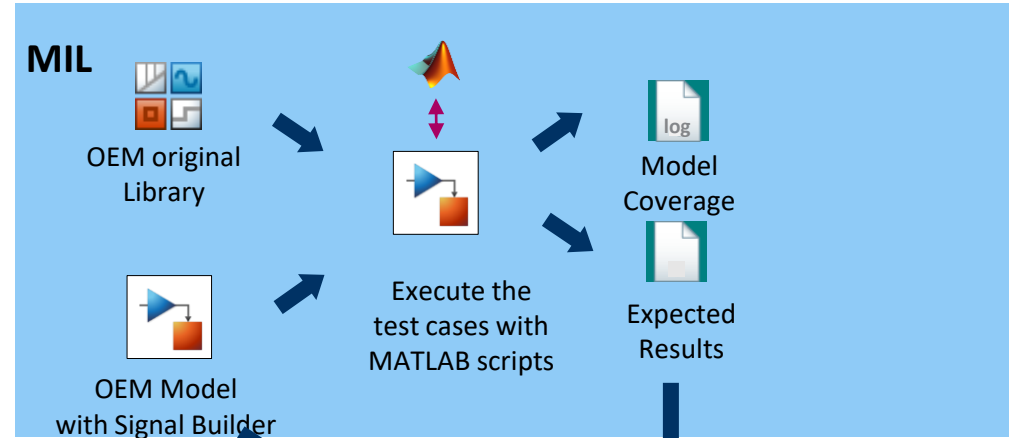 MIL
OEM original
Library
log
Model
Coverage
Execute the
test cases with
MATLAB scripts
Expected
Results
OEM Model
with Signal Builder